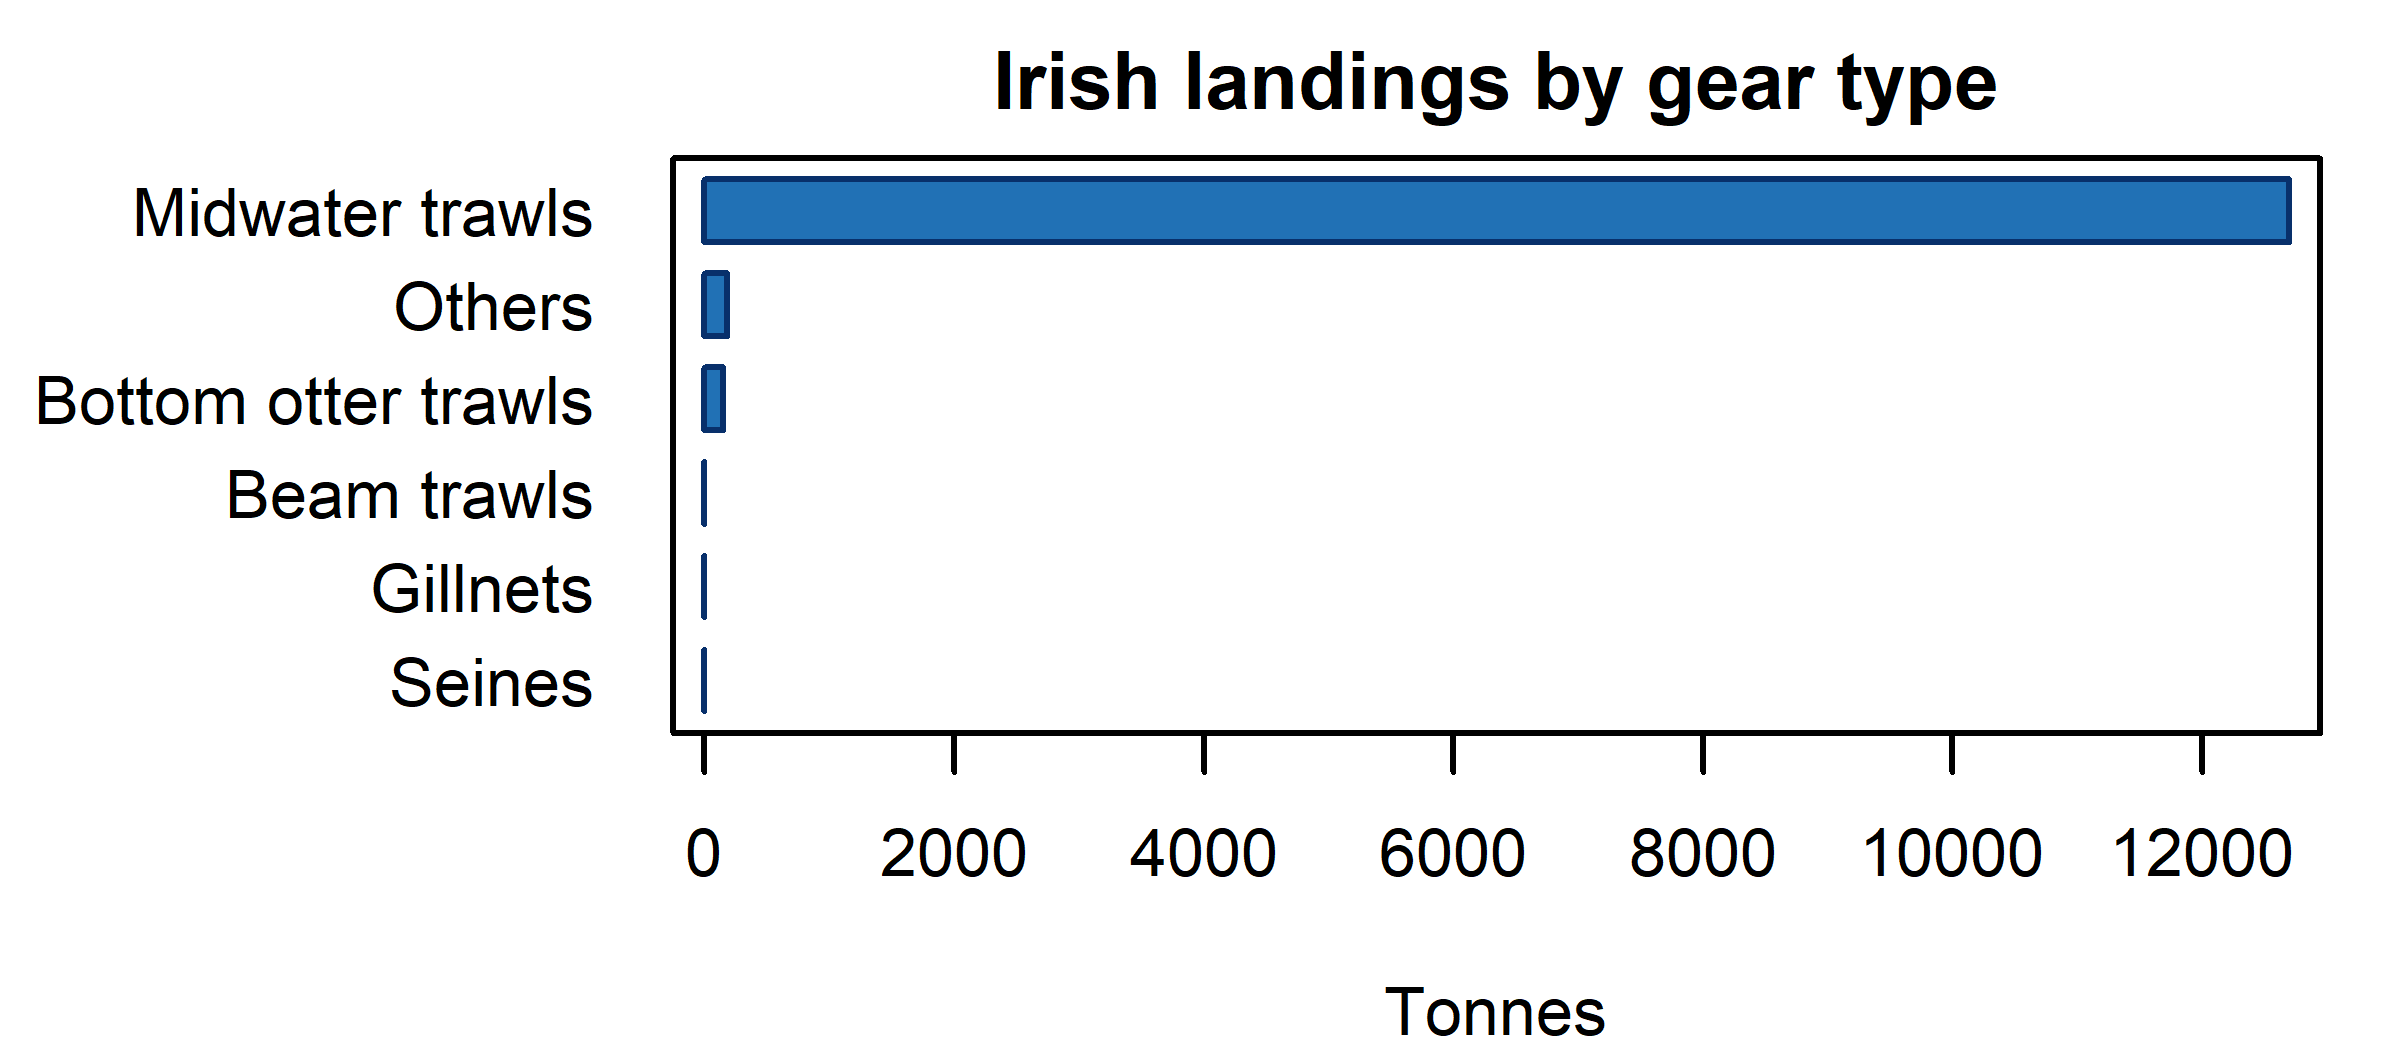 Irish landings by gear type
Midwater trawls
Others
Bottom otter trawls
Beam trawls
Gillnets
Seines
0 2000 4000 6000 8000 10000 12000
Tonnes